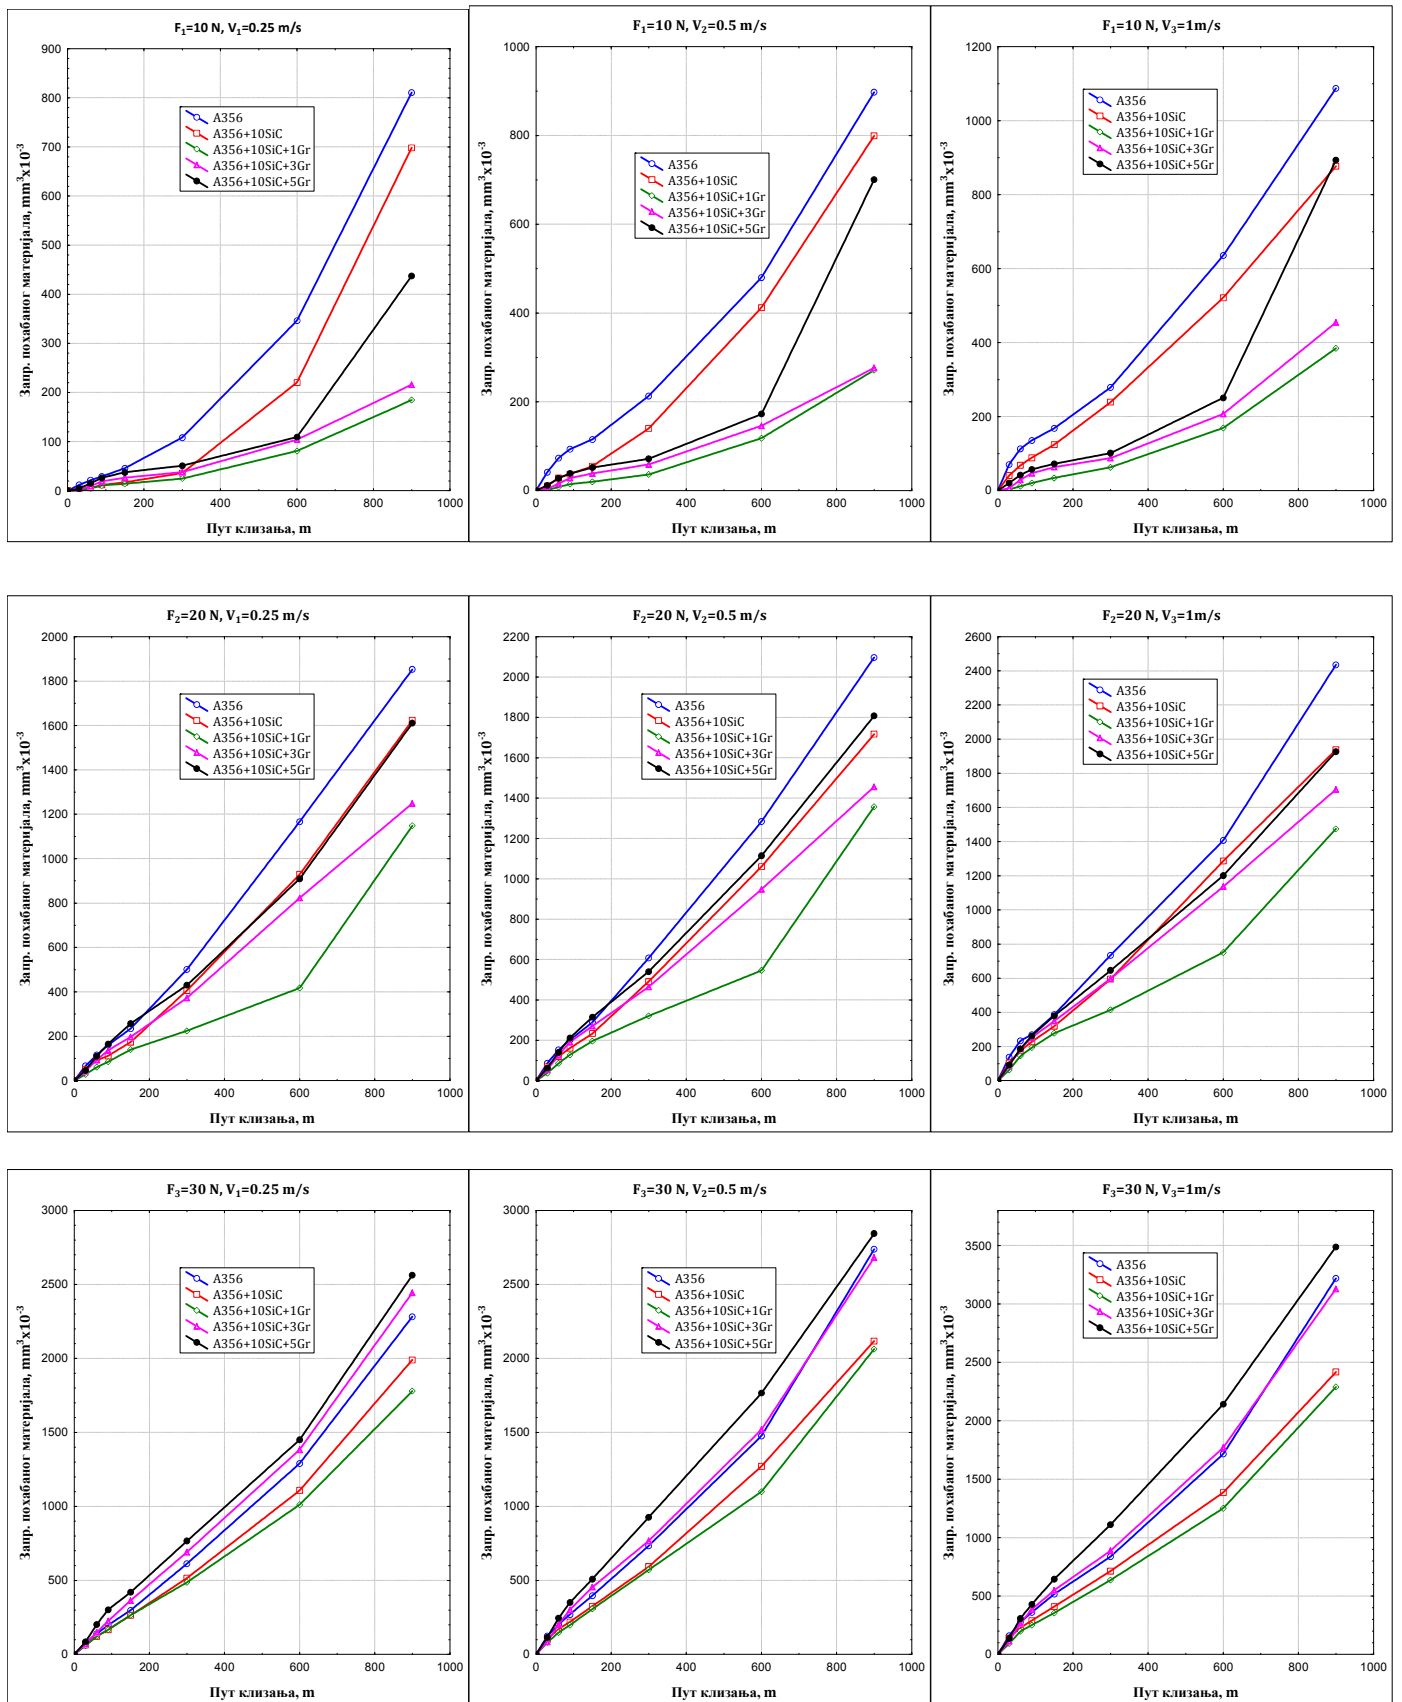 F₁=10 N, V₁=0.25 m/s
Запр. похабаног материјала, mm³x10⁻³
900
800
700
600
500
400
300
200
100
0
A356
A356+10SiC
A356+10SiC+1Gr
A356+10SiC+3Gr
A356+10SiC+5Gr
0 200 400 600 800 1000
Пут клизања, m
F₁=10 N, V₂=0.5 m/s
Запр. похабаног материјала, mm³x10⁻³
1000
800
600
400
200
0
A356
A356+10SiC
A356+10SiC+1Gr
A356+10SiC+3Gr
A356+10SiC+5Gr
0 200 400 600 800 1000
Пут клизања, m
F₁=10 N, V₃=1m/s
Запр. похабаног материјала, mm³x10⁻³
1200
1000
800
600
400
200
0
A356
A356+10SiC
A356+10SiC+1Gr
A356+10SiC+3Gr
A356+10SiC+5Gr
0 200 400 600 800 1000
Пут клизања, m
F₂=20 N, V₁=0.25 m/s
Запр. похабаног материјала, mm³x10⁻³
2000
1800
1600
1400
1200
1000
800
600
400
200
0
A356
A356+10SiC
A356+10SiC+1Gr
A356+10SiC+3Gr
A356+10SiC+5Gr
0 200 400 600 800 1000
Пут клизања, m
F₂=20 N, V₂=0.5 m/s
Запр. похабаног материјала, mm³x10⁻³
2200
2000
1800
1600
1400
1200
1000
800
600
400
200
0
A356
A356+10SiC
A356+10SiC+1Gr
A356+10SiC+3Gr
A356+10SiC+5Gr
0 200 400 600 800 1000
Пут клизања, m
F₂=20 N, V₃=1m/s
Запр. похабаног материјала, mm³x10⁻³
2600
2400
2200
2000
1800
1600
1400
1200
1000
800
600
400
200
0
A356
A356+10SiC
A356+10SiC+1Gr
A356+10SiC+3Gr
A356+10SiC+5Gr
0 200 400 600 800 1000
Пут клизања, m
F₃=30 N, V₁=0.25 m/s
Запр. похабаног материјала, mm³x10⁻³
3000
2500
2000
1500
1000
500
0
A356
A356+10SiC
A356+10SiC+1Gr
A356+10SiC+3Gr
A356+10SiC+5Gr
0 200 400 600 800 1000
Пут клизања, m
F₃=30 N, V₂=0.5 m/s
Запр. похабаног материјала, mm³x10⁻³
3000
2500
2000
1500
1000
500
0
A356
A356+10SiC
A356+10SiC+1Gr
A356+10SiC+3Gr
A356+10SiC+5Gr
0 200 400 600 800 1000
Пут клизања, m
F₃=30 N, V₃=1m/s
Запр. похабаног материјала, mm³x10⁻³
3500
3000
2500
2000
1500
1000
500
0
A356
A356+10SiC
A356+10SiC+1Gr
A356+10SiC+3Gr
A356+10SiC+5Gr
0 200 400 600 800 1000
Пут клизања, m